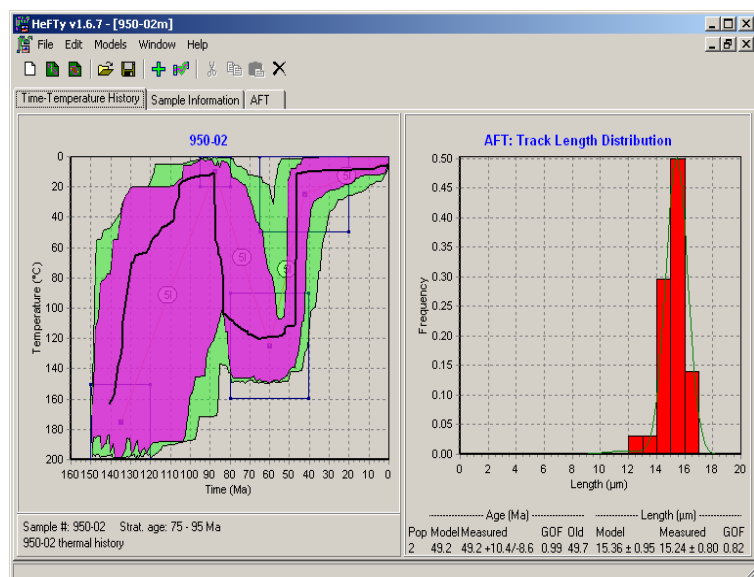 HeFTy v1.6.7 - [950-02m]
File Edit Models Window Help
Time-Temperature History Sample Information AFT
950-02
0
20
40
60
80
100
120
140
160
180
200
Temperature (°C)
5I 5I 5I 5I
160 150 140 130 120 110 100 90 80 70 60 50 40 30 20 10 0
Time (Ma)
Sample #: 950-02 Strat. age: 75 - 95 Ma
950-02 thermal history
AFT: Track Length Distribution
0.50
0.45
0.40
0.35
0.30
0.25
0.20
0.15
0.10
0.05
0.00
Frequency
0 2 4 6 8 10 12 14 16 18 20
Length (µm)
Age (Ma) Length (µm)
Pop Model Measured GOF Old Model Measured GOF
2 49.2 49.2 +10.4/-8.6 0.99 49.7 15.36 ± 0.95 15.24 ± 0.80 0.82